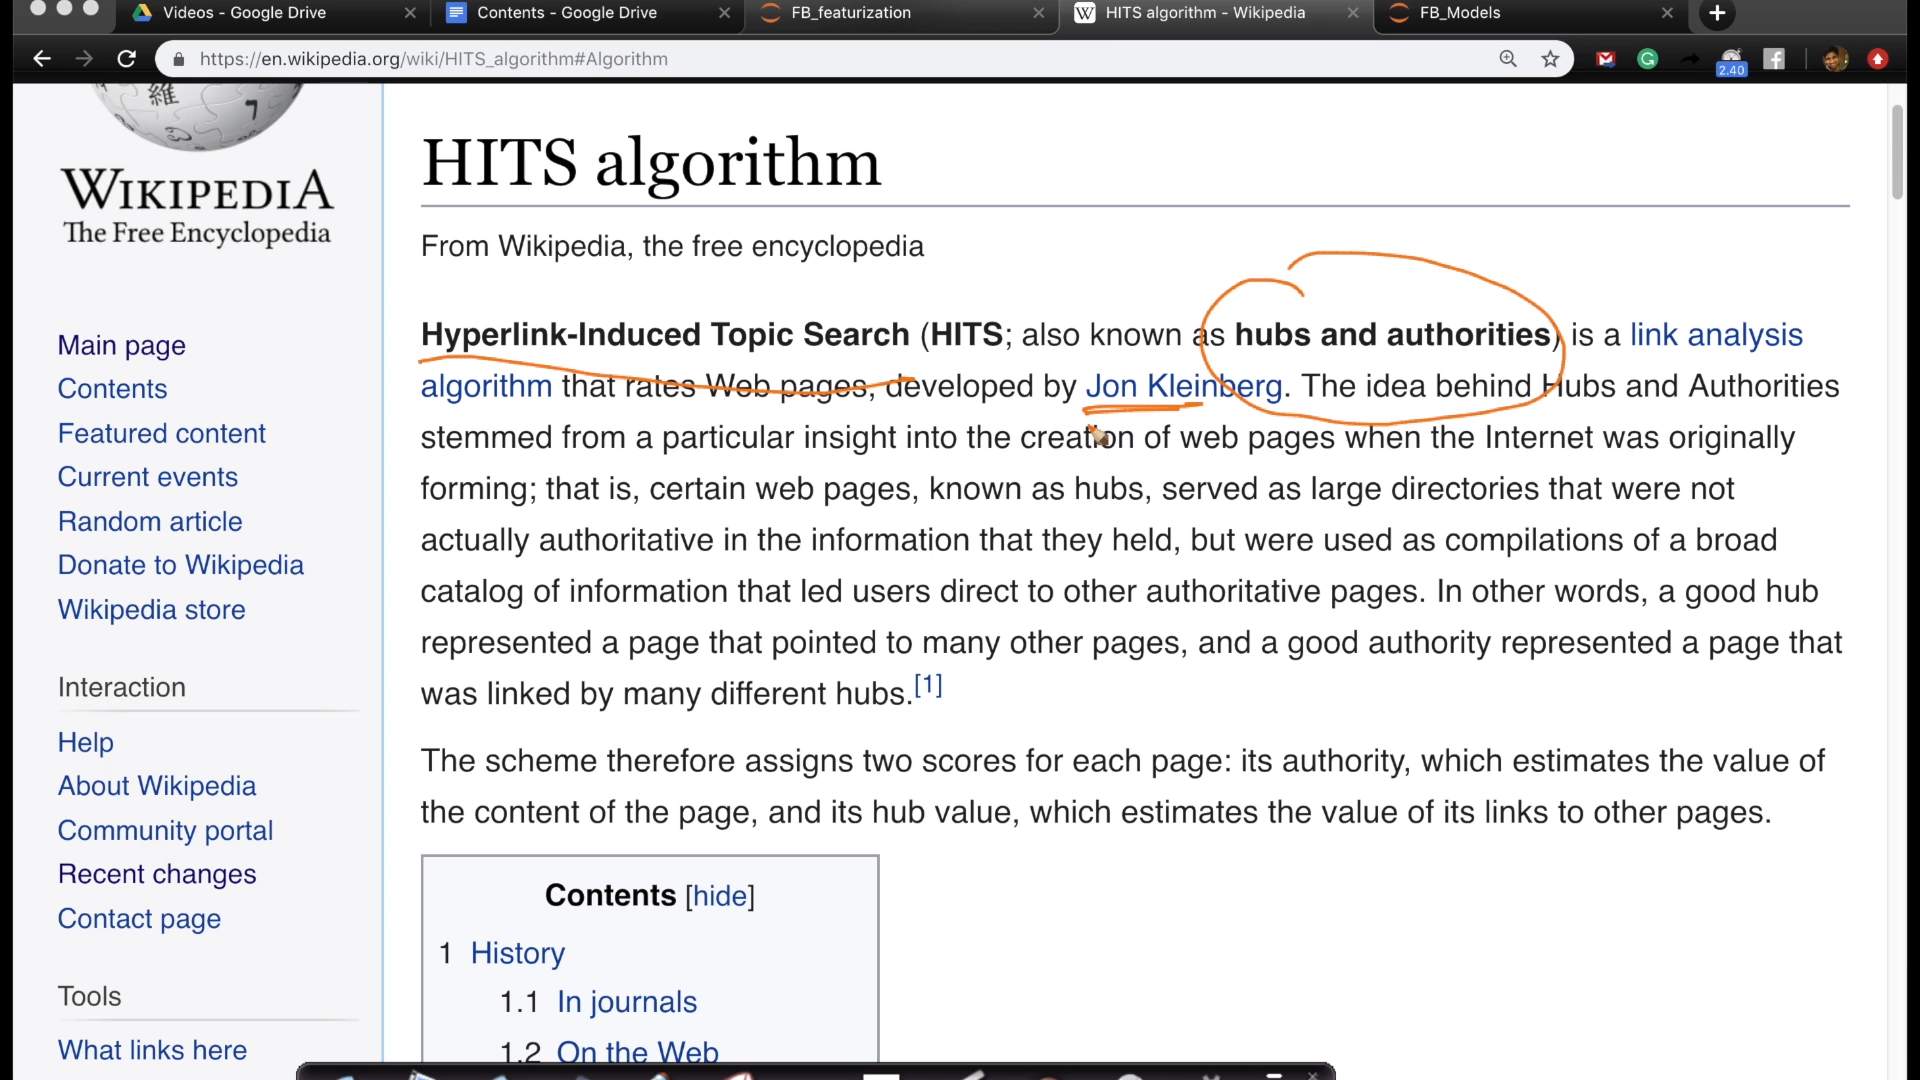 Videos - Google Drive
Contents - Google Drive
FB_featurization
HITS algorithm - Wikipedia
FB_Models
https://en.wikipedia.org/wiki/HITS_algorithm#Algorithm
2.40
維
7
WIKIPEDIA
The Free Encyclopedia
Main page
Contents
Featured content
Current events
Random article
Donate to Wikipedia
Wikipedia store
Interaction
Help
About Wikipedia
Community portal
Recent changes
Contact page
Tools
What links here
HITS algorithm
From Wikipedia, the free encyclopedia
Hyperlink-Induced Topic Search (HITS; also known as hubs and authorities) is a link analysis
algorithm that rates Web pages, developed by Jon Kleinberg. The idea behind Hubs and Authorities
stemmed from a particular insight into the creation of web pages when the Internet was originally
forming; that is, certain web pages, known as hubs, served as large directories that were not
actually authoritative in the information that they held, but were used as compilations of a broad
catalog of information that led users direct to other authoritative pages. In other words, a good hub
represented a page that pointed to many other pages, and a good authority represented a page that
was linked by many different hubs.[1]
The scheme therefore assigns two scores for each page: its authority, which estimates the value of
the content of the page, and its hub value, which estimates the value of its links to other pages.
Contents [hide]
1 History
1.1 In journals
1.2 On the Web